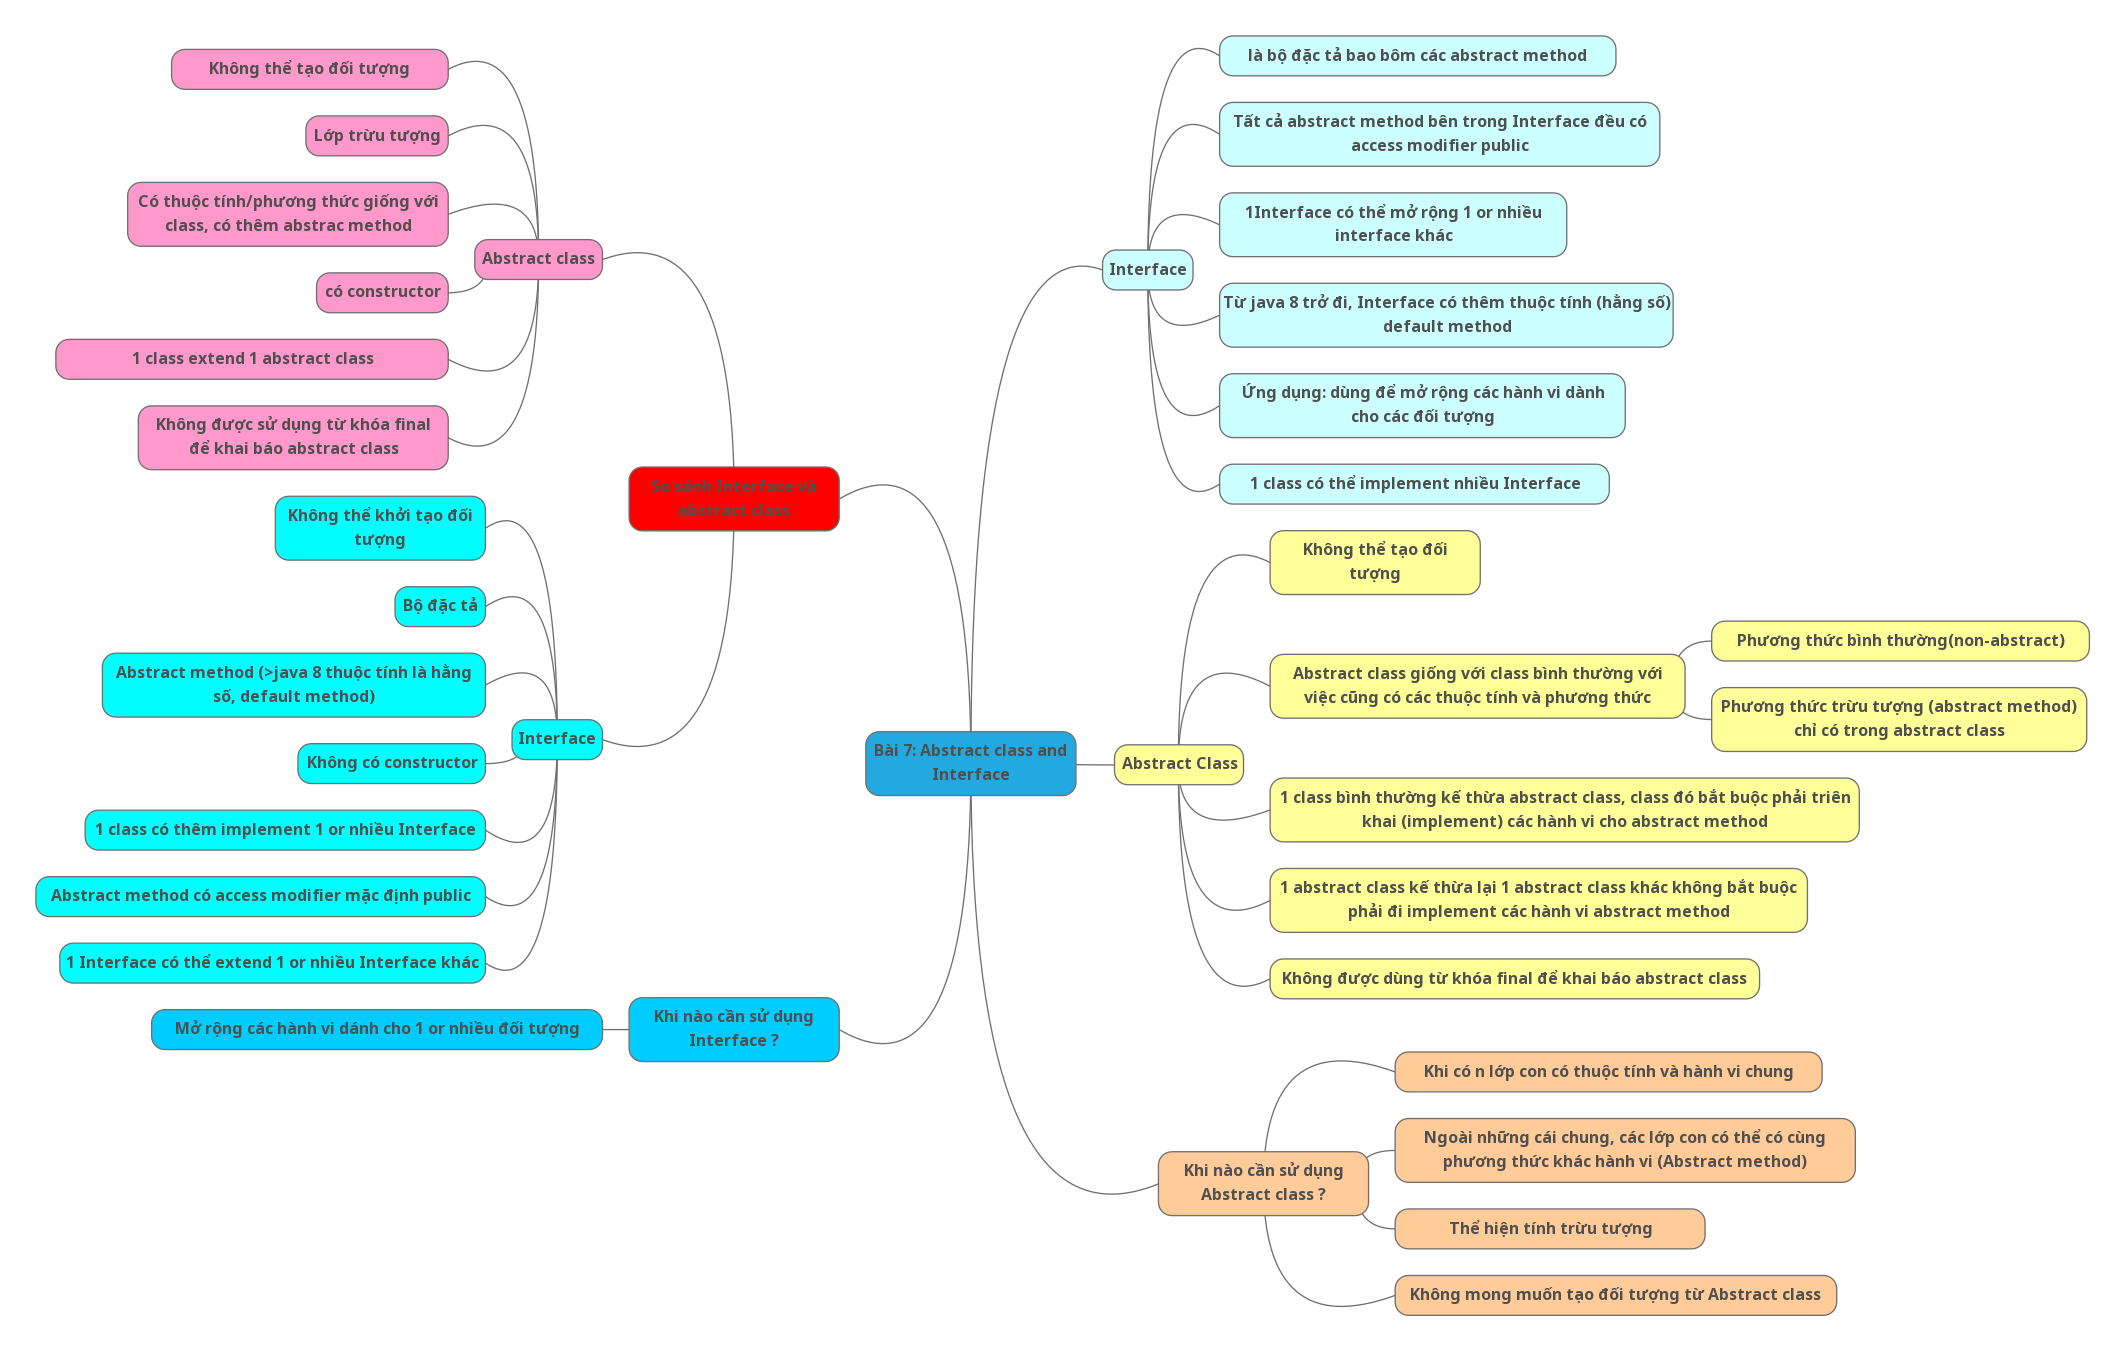 Bài 7: Abstract class and
Interface
Interface
là bộ đặc tả bao bôm các abstract method
Tất cả abstract method bên trong Interface đều có
access modifier public
1Interface có thể mở rộng 1 or nhiều
interface khác
Từ java 8 trở đi, Interface có thêm thuộc tính (hằng số)
default method
Ứng dụng: dùng để mở rộng các hành vi dành
cho các đối tượng
1 class có thể implement nhiều Interface
Abstract Class
Không thể tạo đối
tượng
Abstract class giống với class bình thường với
việc cũng có các thuộc tính và phương thức
Phương thức bình thường(non-abstract)
Phương thức trừu tượng (abstract method)
chỉ có trong abstract class
1 class bình thường kế thừa abstract class, class đó bắt buộc phải triên
khai (implement) các hành vi cho abstract method
1 abstract class kế thừa lại 1 abstract class khác không bắt buộc
phải đi implement các hành vi abstract method
Không được dùng từ khóa final để khai báo abstract class
Khi nào cần sử dụng
Abstract class ?
Khi có n lớp con có thuộc tính và hành vi chung
Ngoài những cái chung, các lớp con có thể có cùng
phương thức khác hành vi (Abstract method)
Thể hiện tính trừu tượng
Không mong muốn tạo đối tượng từ Abstract class
So sánh Interface và
abstract class
Abstract class
Không thể tạo đối tượng
Lớp trừu tượng
Có thuộc tính/phương thức giống với
class, có thêm abstrac method
có constructor
1 class extend 1 abstract class
Không được sử dụng từ khóa final
để khai báo abstract class
Interface
Không thể khởi tạo đối
tượng
Bộ đặc tả
Abstract method (>java 8 thuộc tính là hằng
số, default method)
Không có constructor
1 class có thêm implement 1 or nhiều Interface
Abstract method có access modifier mặc định public
1 Interface có thể extend 1 or nhiều Interface khác
Khi nào cần sử dụng
Interface ?
Mở rộng các hành vi dánh cho 1 or nhiều đối tượng